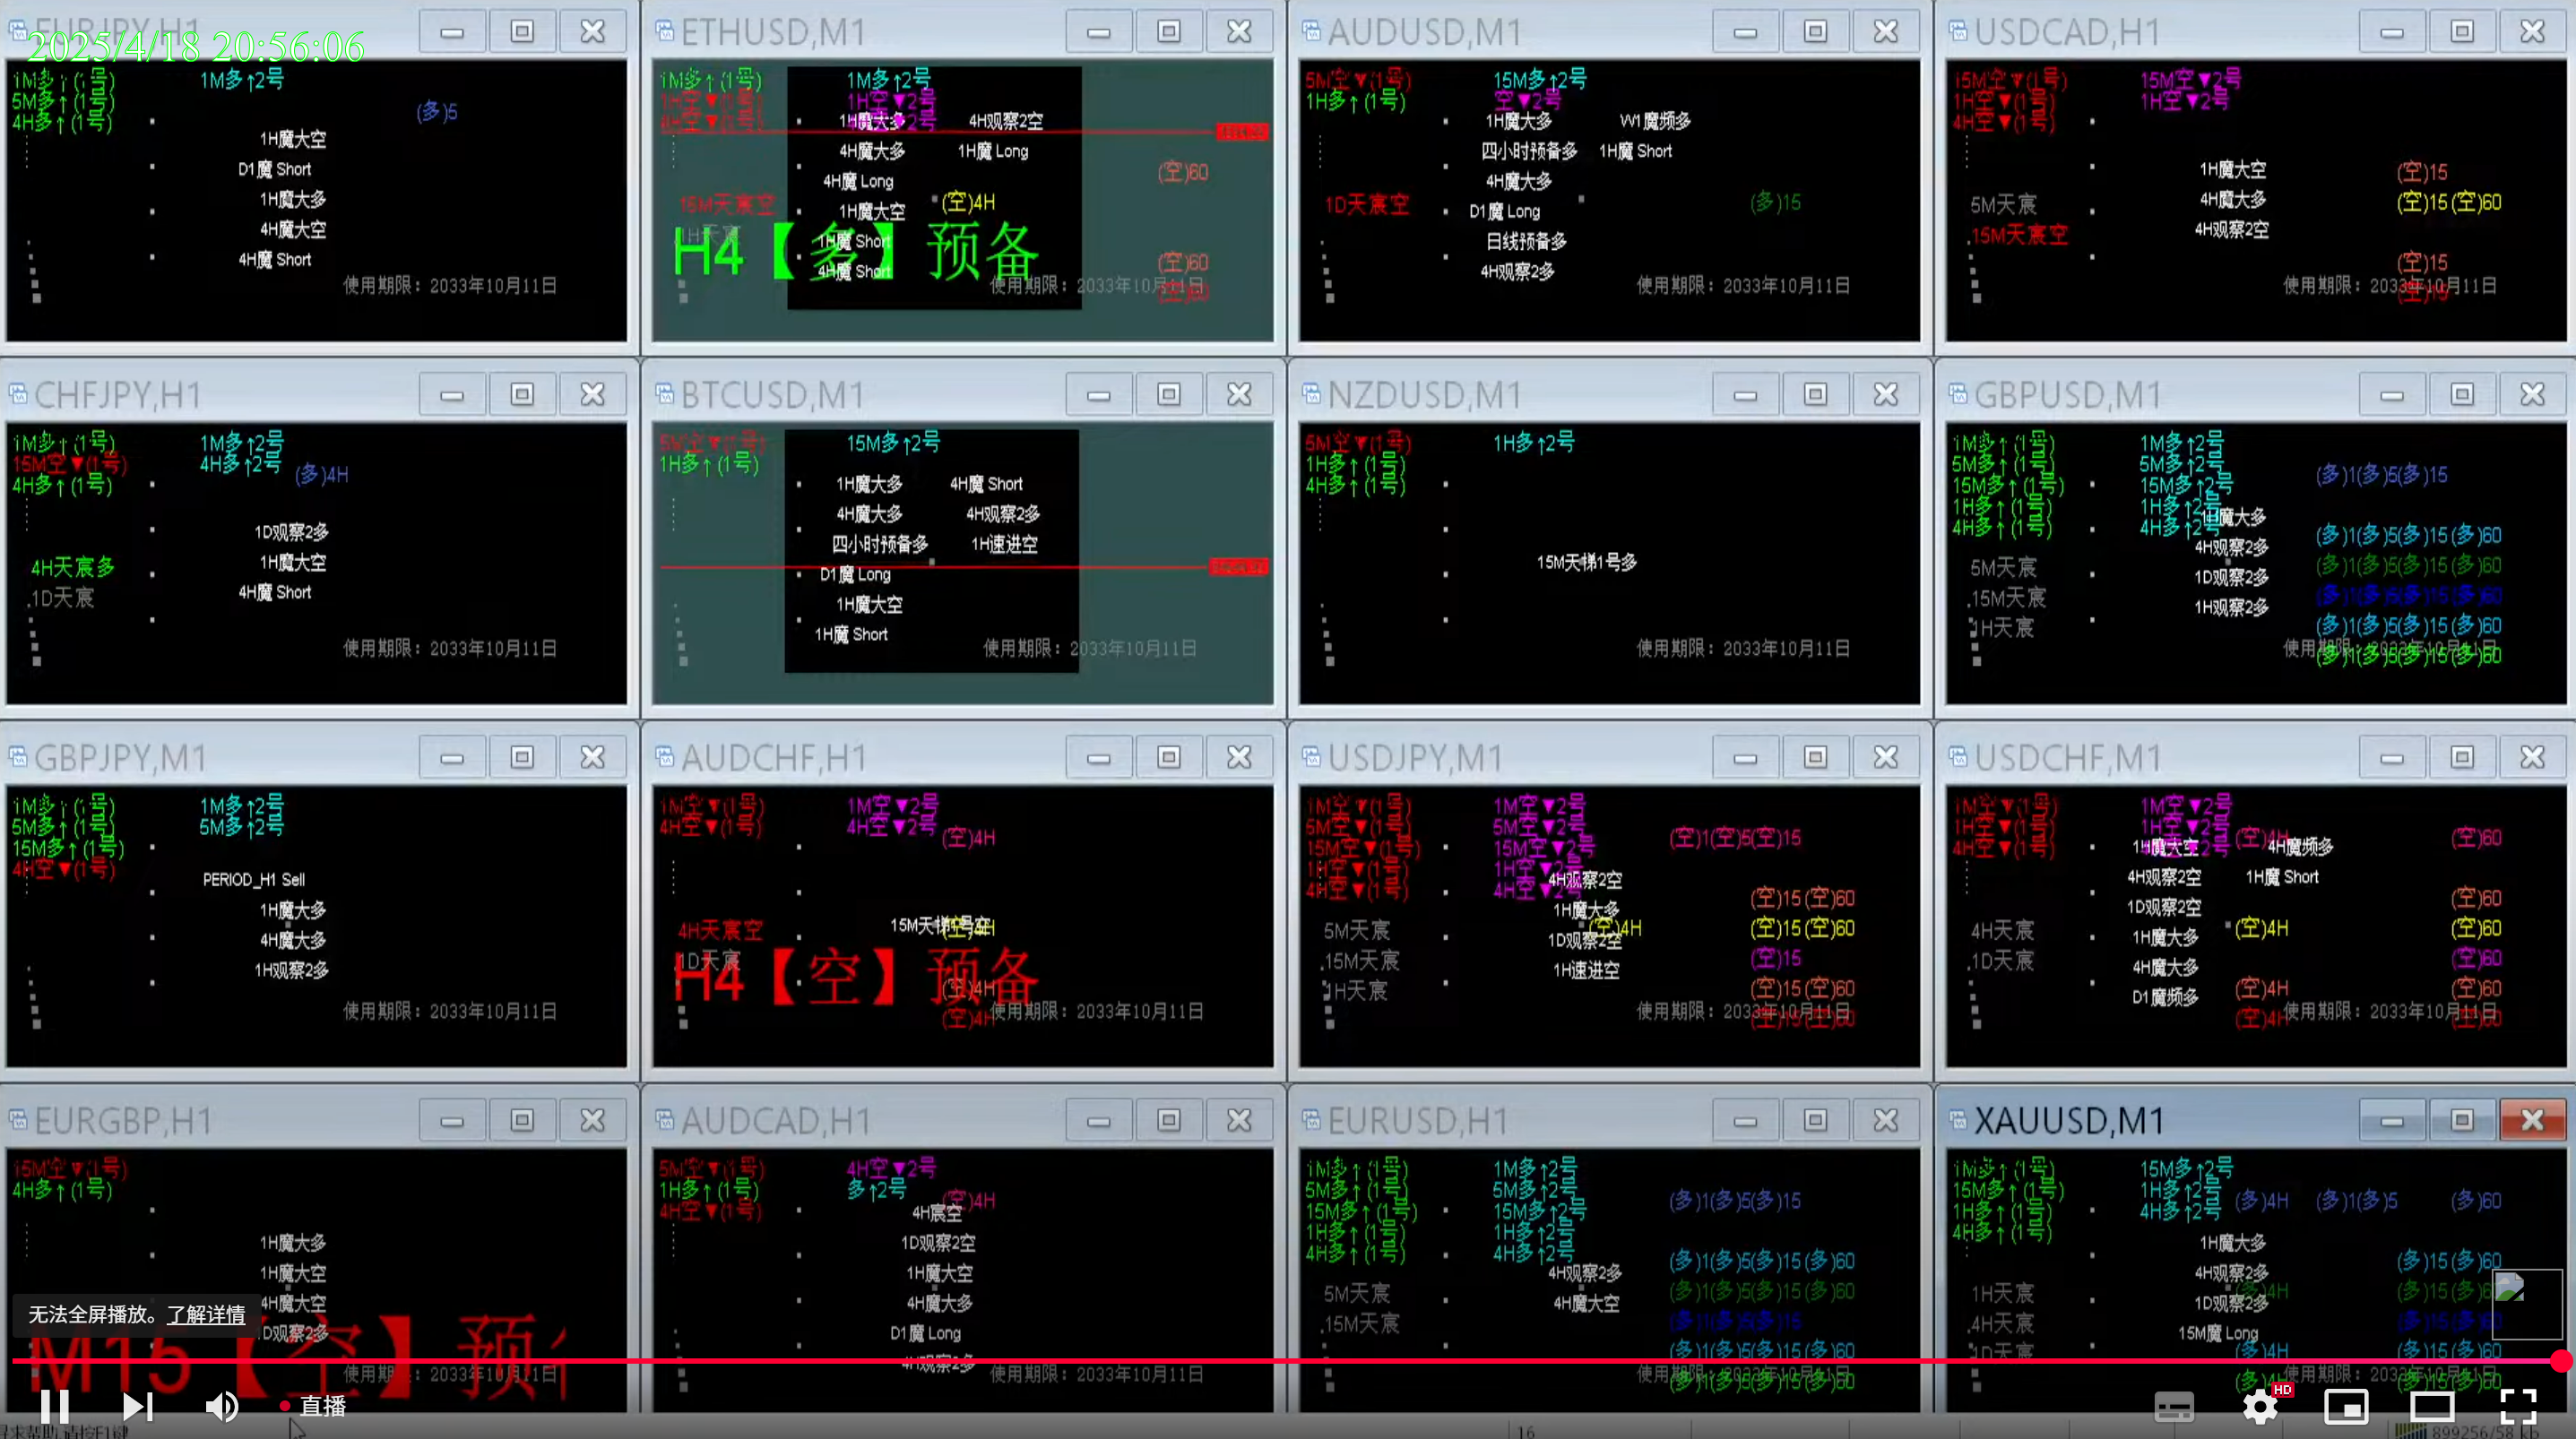 EURJPY,H1
2025/4/18 20:56:06
1M多↑(1号)
5M多↑(1号)
4H多↑(1号)
1M多↑2号
(多)5
1H魔大空
D1魔 Short
1H魔大多
4H魔大空
4H魔 Short
使用期限：2033年10月11日
ETHUSD,M1
1M多↑(1号)
1H空▼(1号)
4H空▼(1号)
1M多↑2号
1H空▼2号
1H魔大多
4H观察2空
4H魔大多
1H魔 Long
4H魔 Long
(空)60
15M天宸空
1H魔大空
(空)4H
1H天宸
1H魔 Short
H4【多】预备
4H魔 Short
(空)60
(空)60
使用期限：2033年10月11日
AUDUSD,M1
5M空▼(1号)
1H多↑(1号)
15M多↑2号
空▼2号
1H魔大多
W1魔频多
四小时预备多
1H魔 Short
4H魔大多
1D天宸空
D1魔 Long
(多)15
日线预备多
4H观察2多
使用期限：2033年10月11日
USDCAD,H1
15M空▼(1号)
1H空▼(1号)
4H空▼(1号)
15M空▼2号
1H空▼2号
1H魔大空
(空)15
4H魔大多
(空)15(空)60
5M天宸
15M天宸空
4H观察2空
(空)15
(空)15
使用期限：2033年10月11日
CHFJPY,H1
1M多↑(1号)
15M空▼(1号)
4H多↑(1号)
1M多↑2号
4H多↑2号
(多)4H
1D观察2多
1H魔大空
4H魔 Short
4H天宸多
1D天宸
使用期限：2033年10月11日
BTCUSD,M1
5M空▼(1号)
1H多↑(1号)
15M多↑2号
1H魔大多
4H魔 Short
4H魔大多
4H观察2多
四小时预备多
1H速进空
D1魔 Long
1H魔大空
1H魔 Short
使用期限：2033年10月11日
NZDUSD,M1
5M空▼(1号)
1H多↑(1号)
4H多↑(1号)
1H多↑2号
15M天梯1号多
使用期限：2033年10月11日
GBPUSD,M1
1M多↑(1号)
5M多↑(1号)
15M多↑(1号)
1H多↑(1号)
4H多↑(1号)
1M多↑2号
5M多↑2号
15M多↑2号
1H多↑2号
4H多↑2号
(多)1(多)5(多)15
1H魔大多
4H观察2多
1D观察2多
1H观察2多
(多)1(多)5(多)15(多)60
(多)1(多)5(多)15(多)60
(多)1(多)5(多)15(多)60
(多)1(多)5(多)15(多)60
(多)1(多)5(多)15(多)60
5M天宸
15M天宸
1H天宸
GBPJPY,M1
1M多↑(1号)
5M多↑(1号)
15M多↑(1号)
4H空▼(1号)
1M多↑2号
5M多↑2号
PERIOD_H1 Sell
1H魔大多
4H魔大多
1H观察2多
使用期限：2033年10月11日
AUDCHF,H1
1M空▼(1号)
4H空▼(1号)
1M空▼2号
4H空▼2号
(空)4H
4H天宸空
1D天宸
H4【空】预备
(空)4H
(空)4H
使用期限：2033年10月11日
USDJPY,M1
1M空▼(1号)
5M空▼(1号)
15M空▼(1号)
1H空▼(1号)
4H空▼(1号)
1M空▼2号
5M空▼2号
15M空▼2号
1H空▼2号
4H空▼2号
(空)1(空)5(空)15
4H观察2空
1H魔大多
1D观察2空
1H速进空
(空)4H
(空)15(空)60
(空)15(空)60
(空)15
(空)15(空)60
(空)15(空)60
5M天宸
15M天宸
1H天宸
使用期限：2033年10月11日
USDCHF,M1
1M空▼(1号)
1H空▼(1号)
4H空▼(1号)
1M空▼2号
1H空▼2号
(空)4H
(空)60
1H魔大空
4H魔频多
4H观察2空
1H魔 Short
1D观察2空
(空)60
4H天宸
1H魔大多
(空)4H
(空)60
1D天宸
4H魔大多
(空)60
D1魔频多
(空)4H
(空)60
(空)4H
(空)60
使用期限：2033年10月11日
EURGBP,H1
15M空▼(1号)
4H多↑(1号)
1H魔大多
1H魔大空
4H魔大空
1D观察2多
无法全屏播放。了解详情
M15【空】预备
使用期限：2033年10月11日
AUDCAD,H1
5M空▼(1号)
1H多↑(1号)
4H空▼(1号)
4H空▼2号
多↑2号
(空)4H
4H宸空
1D观察2空
1H魔大空
4H魔大多
D1魔 Long
4H观察2多
使用期限：2033年10月11日
EURUSD,H1
1M多↑(1号)
5M多↑(1号)
15M多↑(1号)
1H多↑(1号)
4H多↑(1号)
1M多↑2号
5M多↑2号
15M多↑2号
1H多↑2号
4H多↑2号
(多)1(多)5(多)15
4H观察2多
4H魔大空
(多)1(多)5(多)15(多)60
(多)1(多)5(多)15(多)60
(多)1(多)5(多)15
(多)1(多)5(多)15(多)60
(多)1(多)5(多)15(多)60
5M天宸
15M天宸
使用期限：2033年10月11日
XAUUSD,M1
1M多↑(1号)
15M多↑(1号)
1H多↑(1号)
4H多↑(1号)
15M多↑2号
1H多↑2号
4H多↑2号
(多)4H
(多)1(多)5
(多)60
1H魔大多
4H观察2多
1D观察2多
15M魔 Long
(多)15(多)60
1H天宸
4H天宸
1D天宸
(多)4H
(多)15(多)60
使用期限：2033年10月11日
直播
HD
16